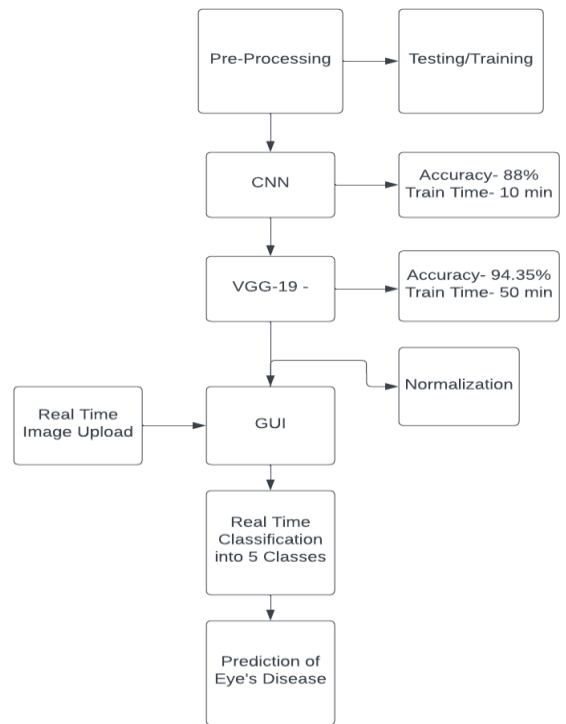 Pre-Processing
Testing/Training
CNN
Accuracy- 88%
Train Time- 10 min
VGG-19 -
Accuracy- 94.35%
Train Time- 50 min
Normalization
Real Time
Image Upload
GUI
Real Time
Classification
into 5 Classes
Prediction of
Eye's Disease